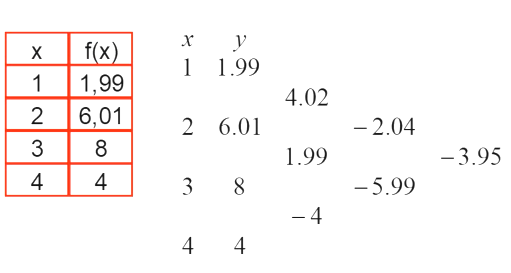 x f(x)
1 1,99
2 6,01
3 8
4 4
x y
1 1.99
4.02
2 6.01 −2.04
1.99 −3.95
3 8 −5.99
−4
4 4